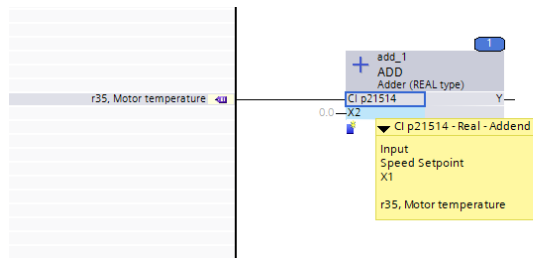 1
add_1
ADD
Adder (REAL type)
r35, Motor temperature
CI p21514
Y
0.0
X2
CI p21514 - Real - Addend
Input
Speed Setpoint
X1
r35, Motor temperature